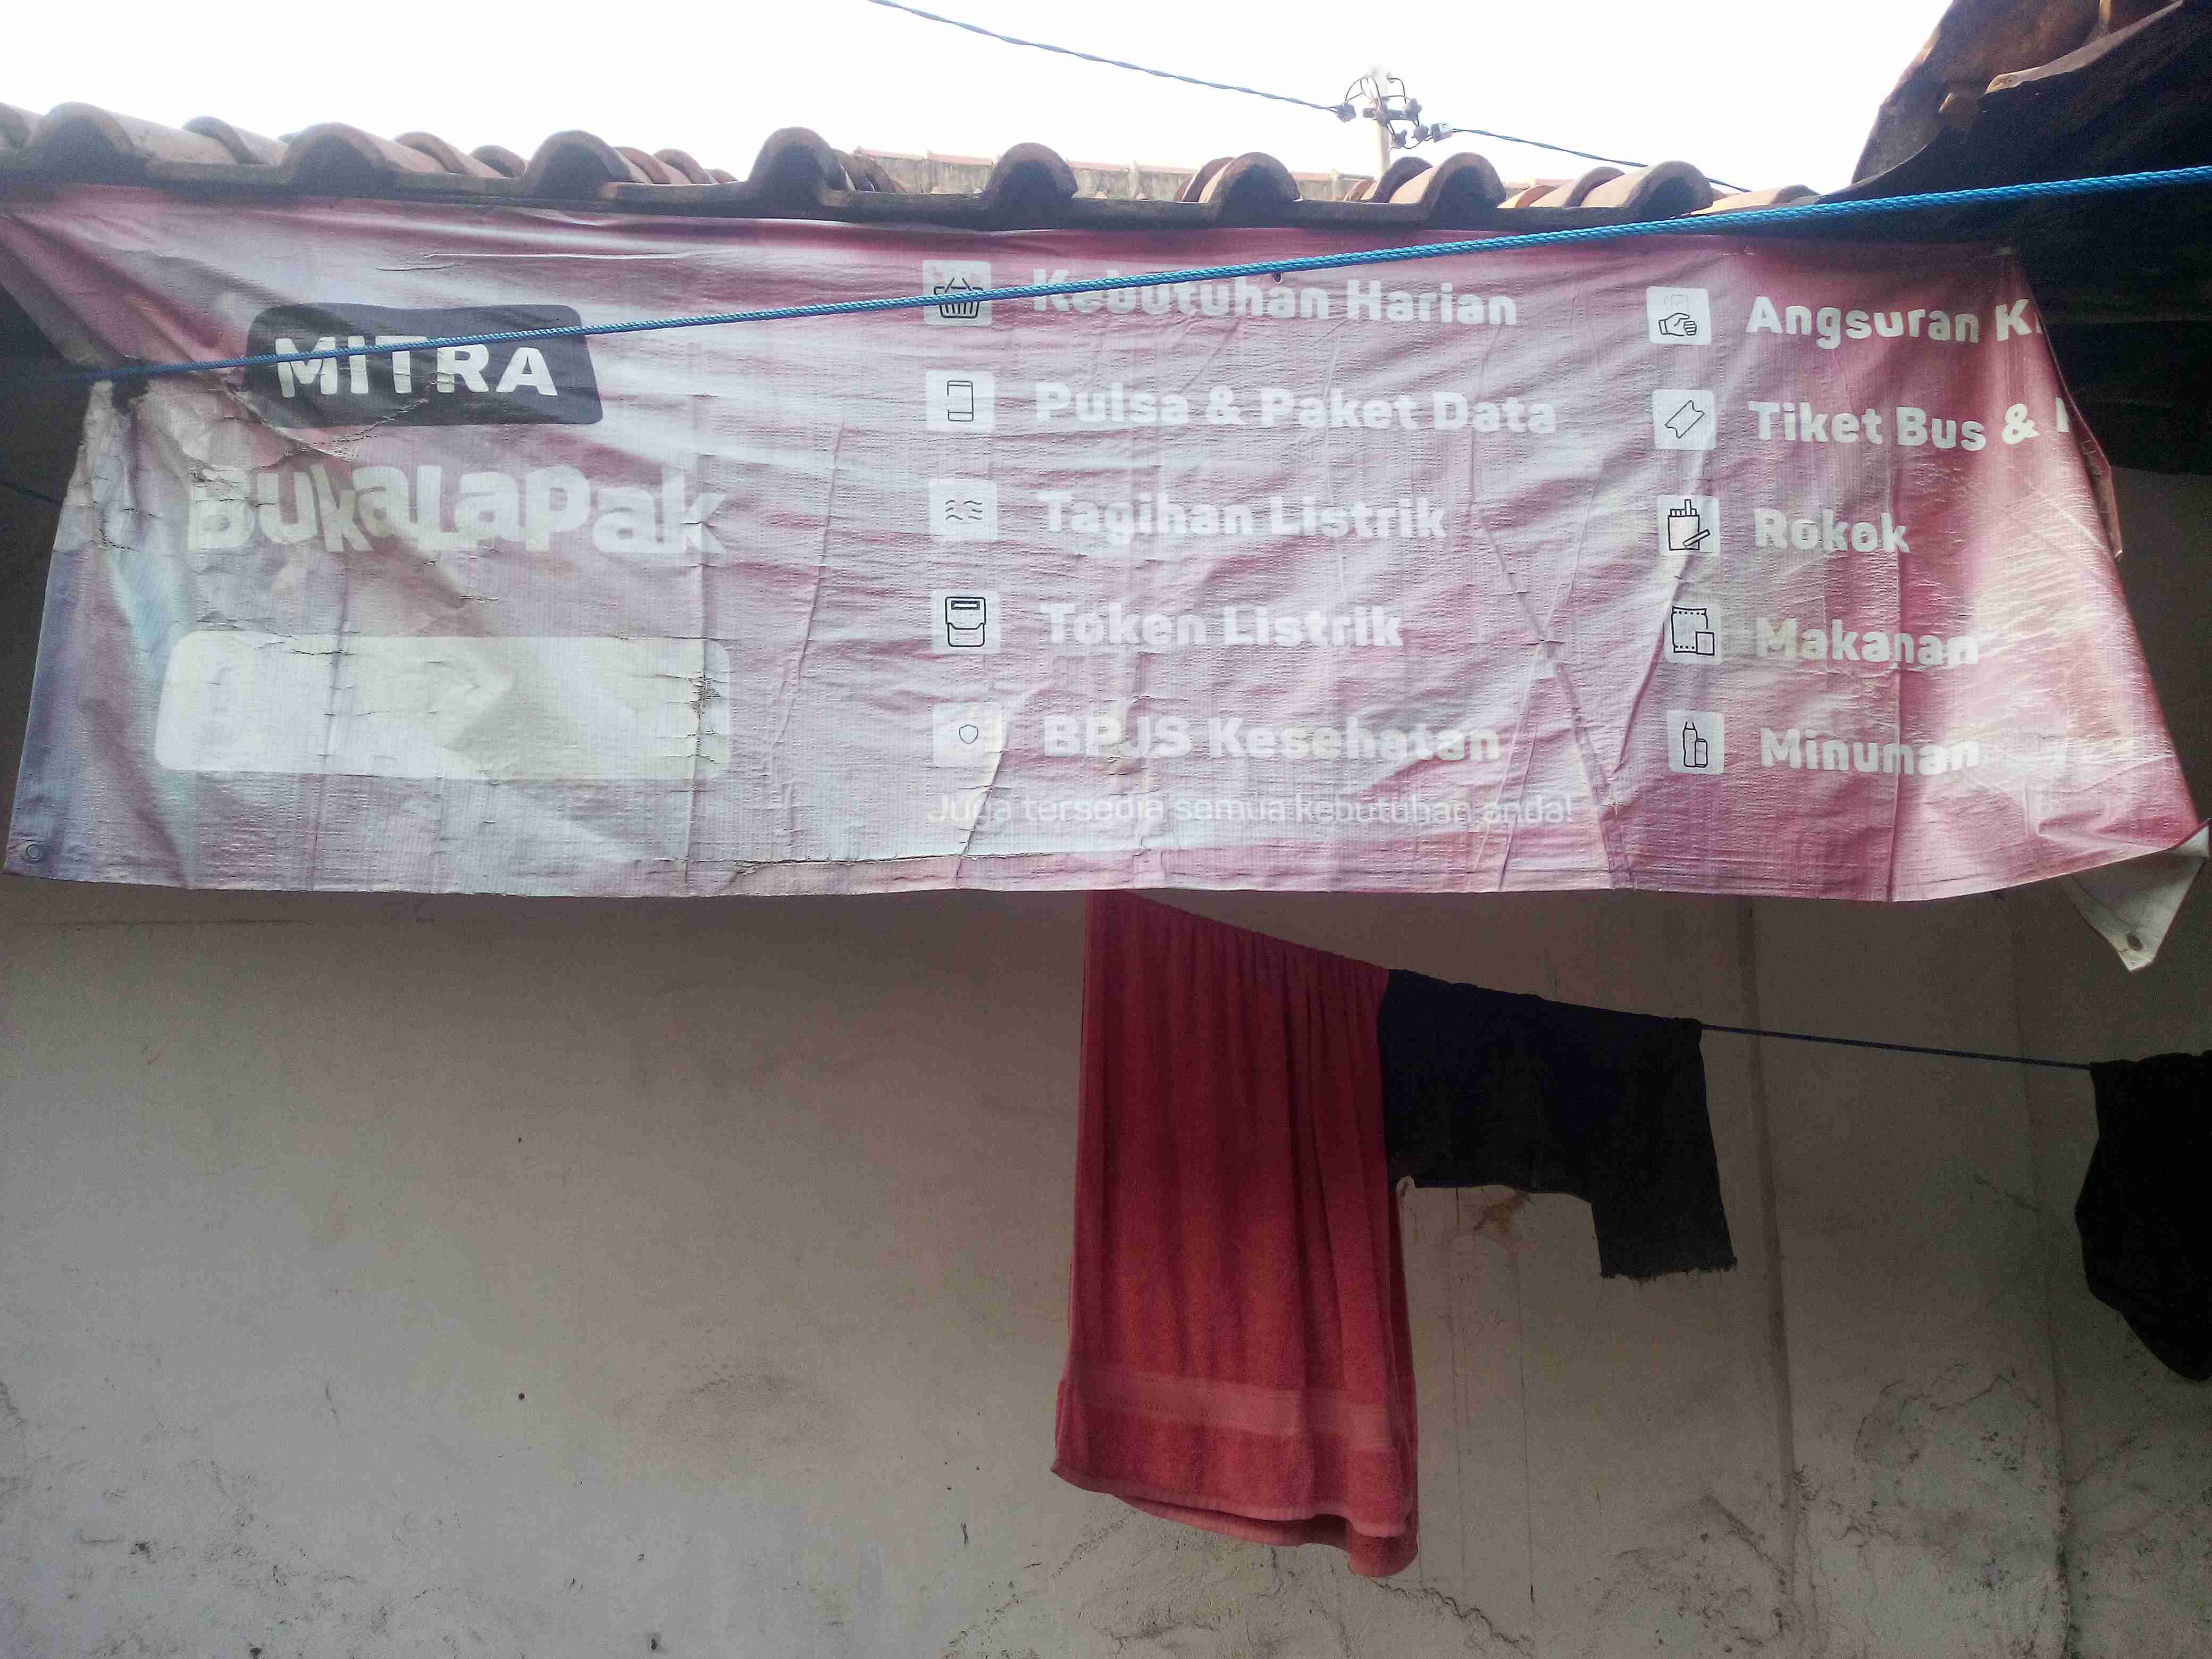 MITRA
BukaLapak
Kebutuhan Harian
Pulsa & Paket Data
Tagihan Listrik
Token Listrik
BPJS Kesehatan
Juga tersedia semua kebutuhan anda!
Angsuran
Tiket Bus &
Rokok
Makanan
Minuman